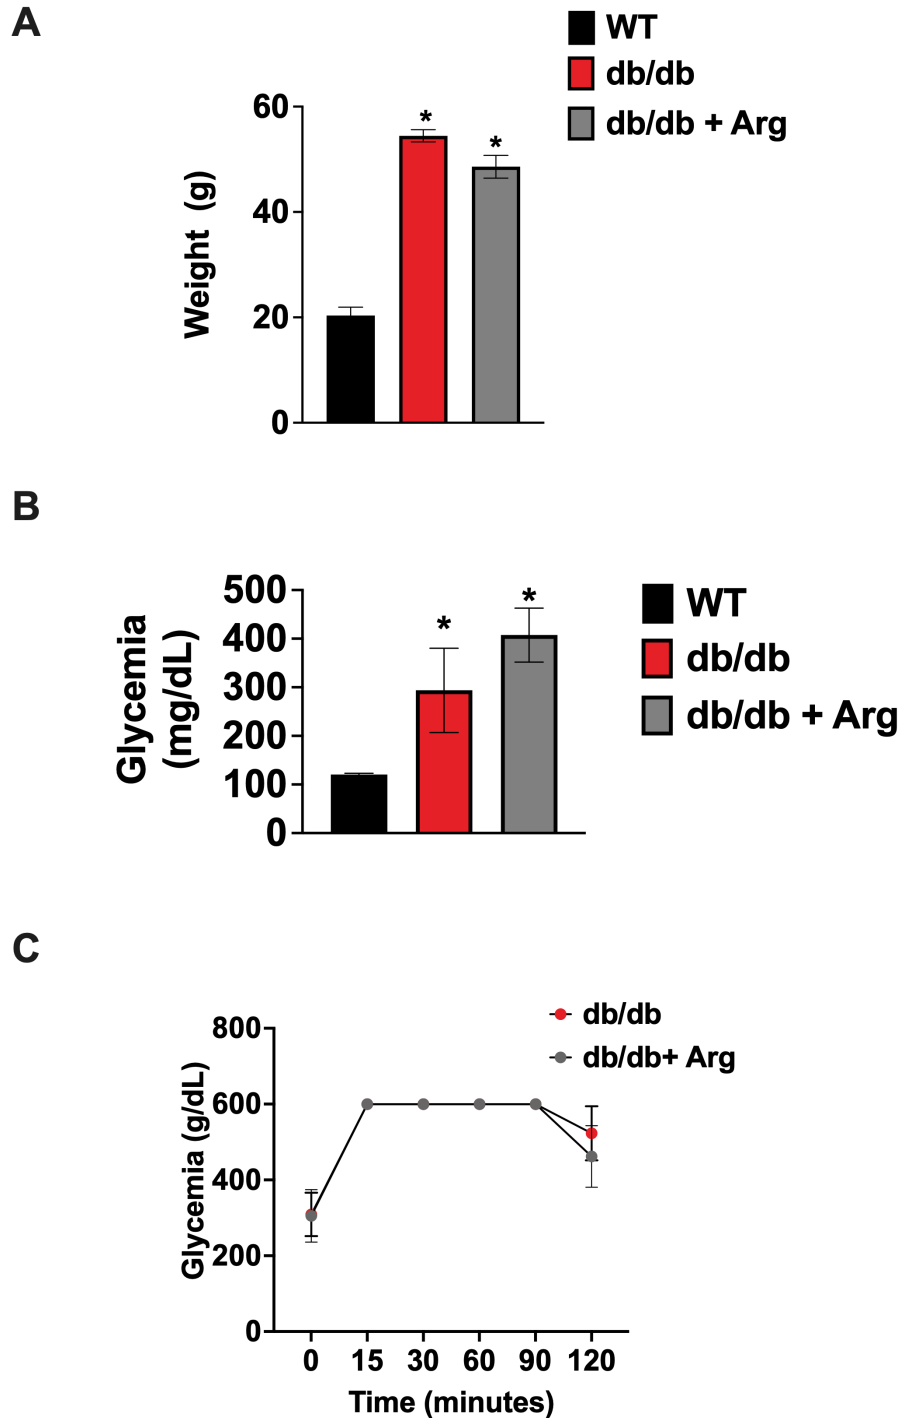 A
WT
db/db
db/db + Arg
Weight (g)
60
40
20
0
*
*
B
WT
db/db
db/db + Arg
Glycemia
(mg/dL)
500
400
300
200
100
0
*
*
C
db/db
db/db+ Arg
Glycemia (g/dL)
800
600
400
200
0
0 15 30 60 90 120
Time (minutes)